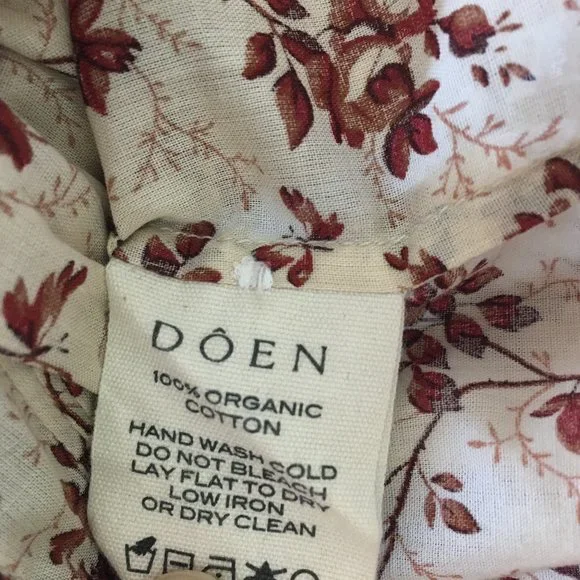 DÔEN
100% ORGANIC
COTTON
HAND WASH COLD
DO NOT BLEACH
LAY FLAT TO DRY
LOW IRON
OR DRY CLEAN